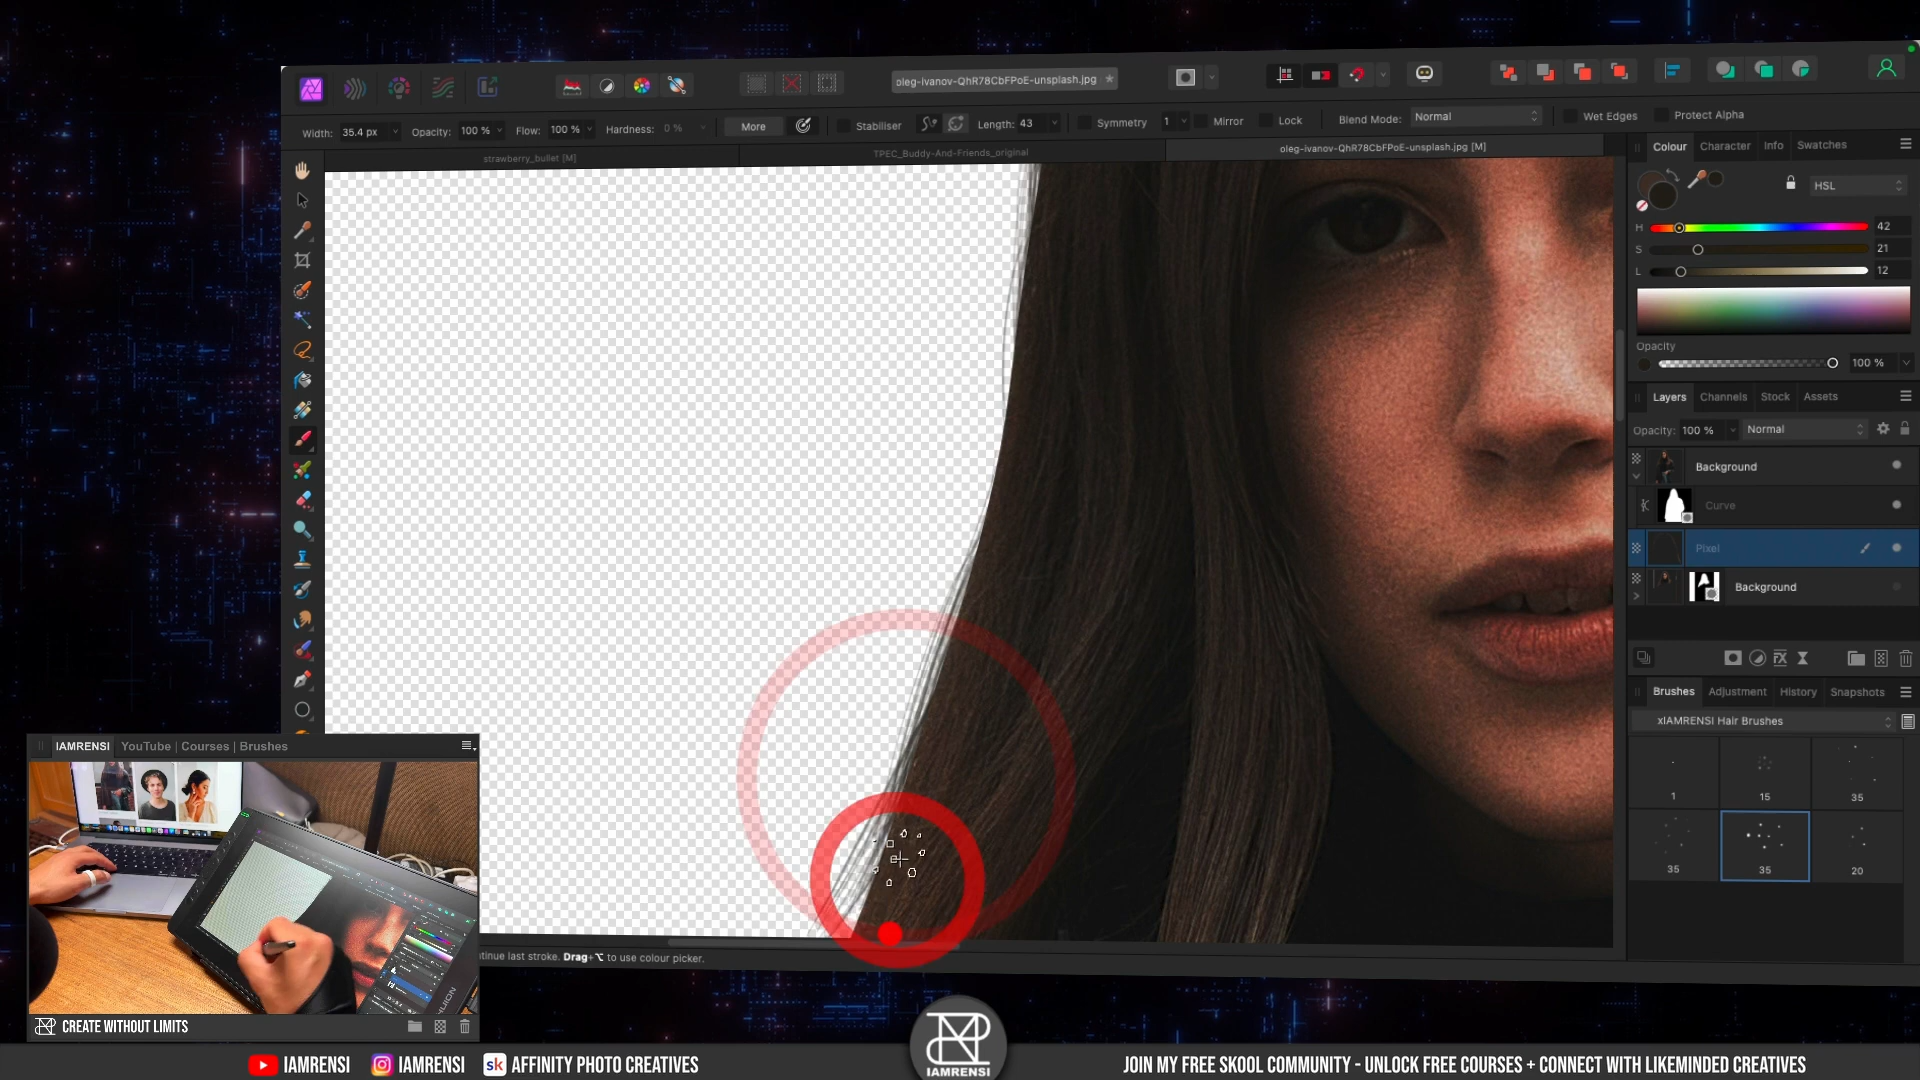 oleg-ivanov-QhR78CbFPoE-unsplash.jpg *
Width: 35.4 px Opacity: 100 % Flow: 100 % Hardness: 0 % More Stabiliser Length: 43 Symmetry 1 Mirror Lock Blend Mode: Normal Wet Edges Protect Alpha
strawberry_bullet [M] TPEC_Buddy-And-Friends_original oleg-ivanov-QhR78CbFPoE-unsplash.jpg [M]
Colour Character Info Swatches
HSL
H 42
S 21
L 12
Opacity
100 %
Layers Channels Stock Assets
Opacity: 100 % Normal
Background
Curve
Pixel
Background
Brushes Adjustment History Snapshots
xIAMRENSI Hair Brushes
1 15 35
35 35 20
IAMRENSI YouTube | Courses | Brushes
tinue last stroke. Drag+⌥ to use colour picker.
CREATE WITHOUT LIMITS
IAMRENSI IAMRENSI sk AFFINITY PHOTO CREATIVES
IAMRENSI
JOIN MY FREE SKOOL COMMUNITY - UNLOCK FREE COURSES + CONNECT WITH LIKEMINDED CREATIVES